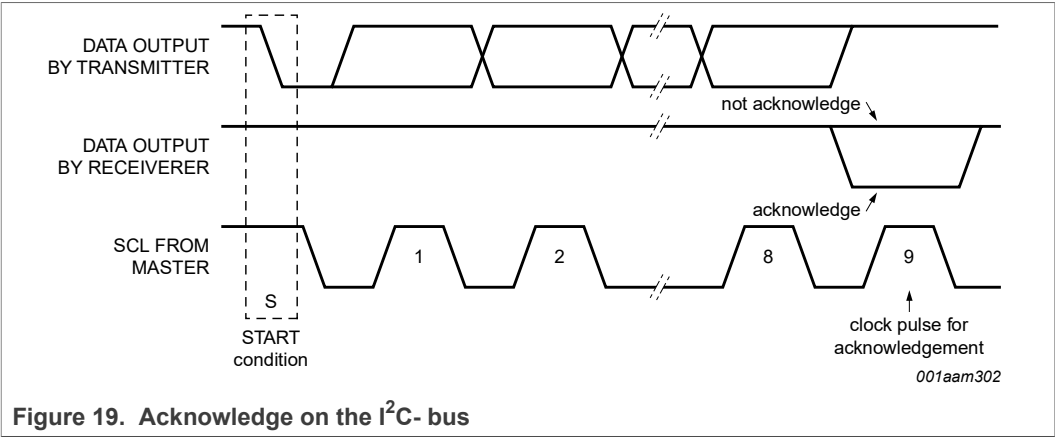 DATA OUTPUT
BY TRANSMITTER
not acknowledge
DATA OUTPUT
BY RECEIVERER
acknowledge
SCL FROM
MASTER
1
2
8
9
S
START
condition
clock pulse for
acknowledgement
001aam302
Figure 19. Acknowledge on the I2C- bus